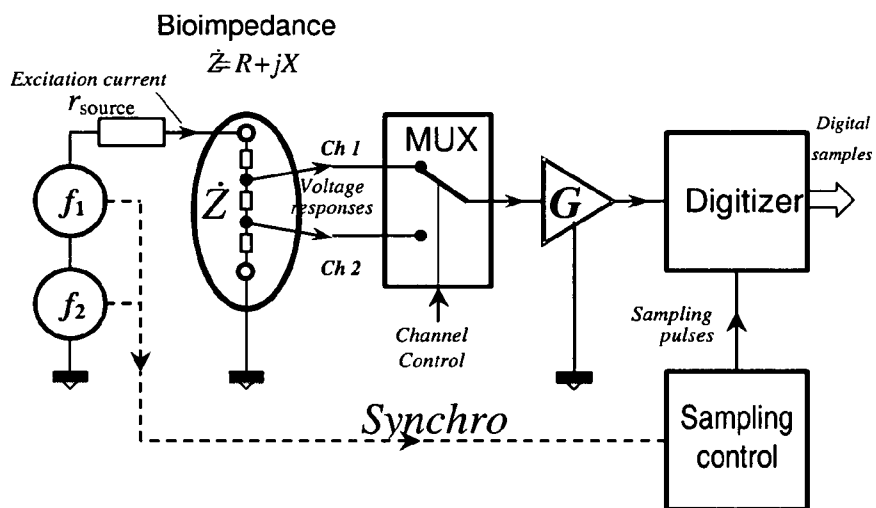 Bioimpedance
Ż=R+jX
Excitation current
r source
Ch 1
MUX
Digital
samples
Voltage
responses
f1
Ż
G
Digitizer
Ch 2
f2
Channel
Control
Sampling
pulses
Synchro
Sampling
control